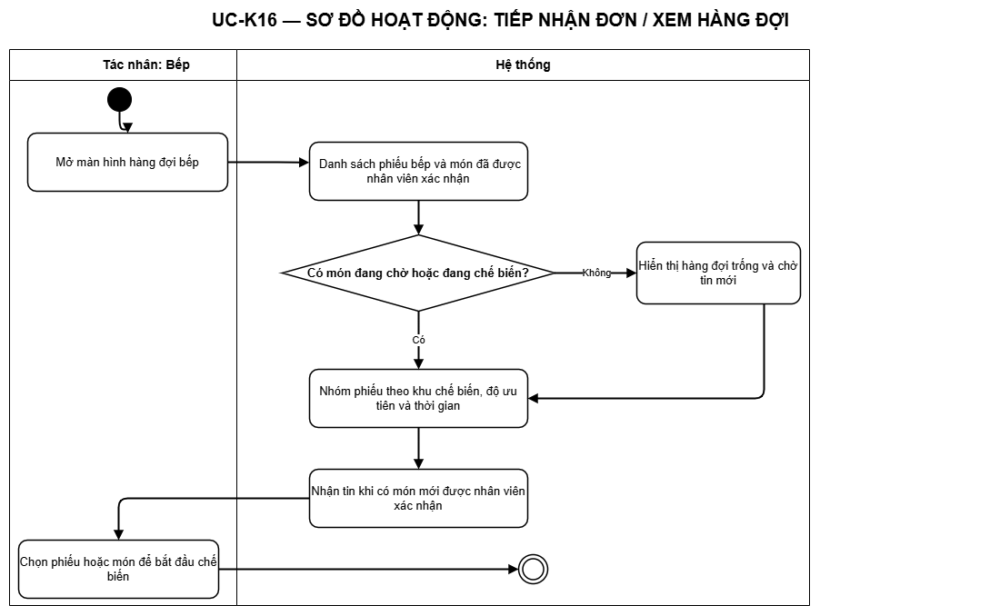 UC-K16 — SƠ ĐỒ HOẠT ĐỘNG: TIẾP NHẬN ĐƠN / XEM HÀNG ĐỢI
Tác nhân: Bếp
Hệ thống
Mở màn hình hàng đợi bếp
Danh sách phiếu bếp và món đã được
nhân viên xác nhận
Có món đang chờ hoặc đang chế biến?
Không
Hiển thị hàng đợi trống và chờ
tin mới
Có
Nhóm phiếu theo khu chế biến, độ ưu
tiên và thời gian
Nhận tin khi có món mới được nhân viên
xác nhận
Chọn phiếu hoặc món để bắt đầu chế
biến